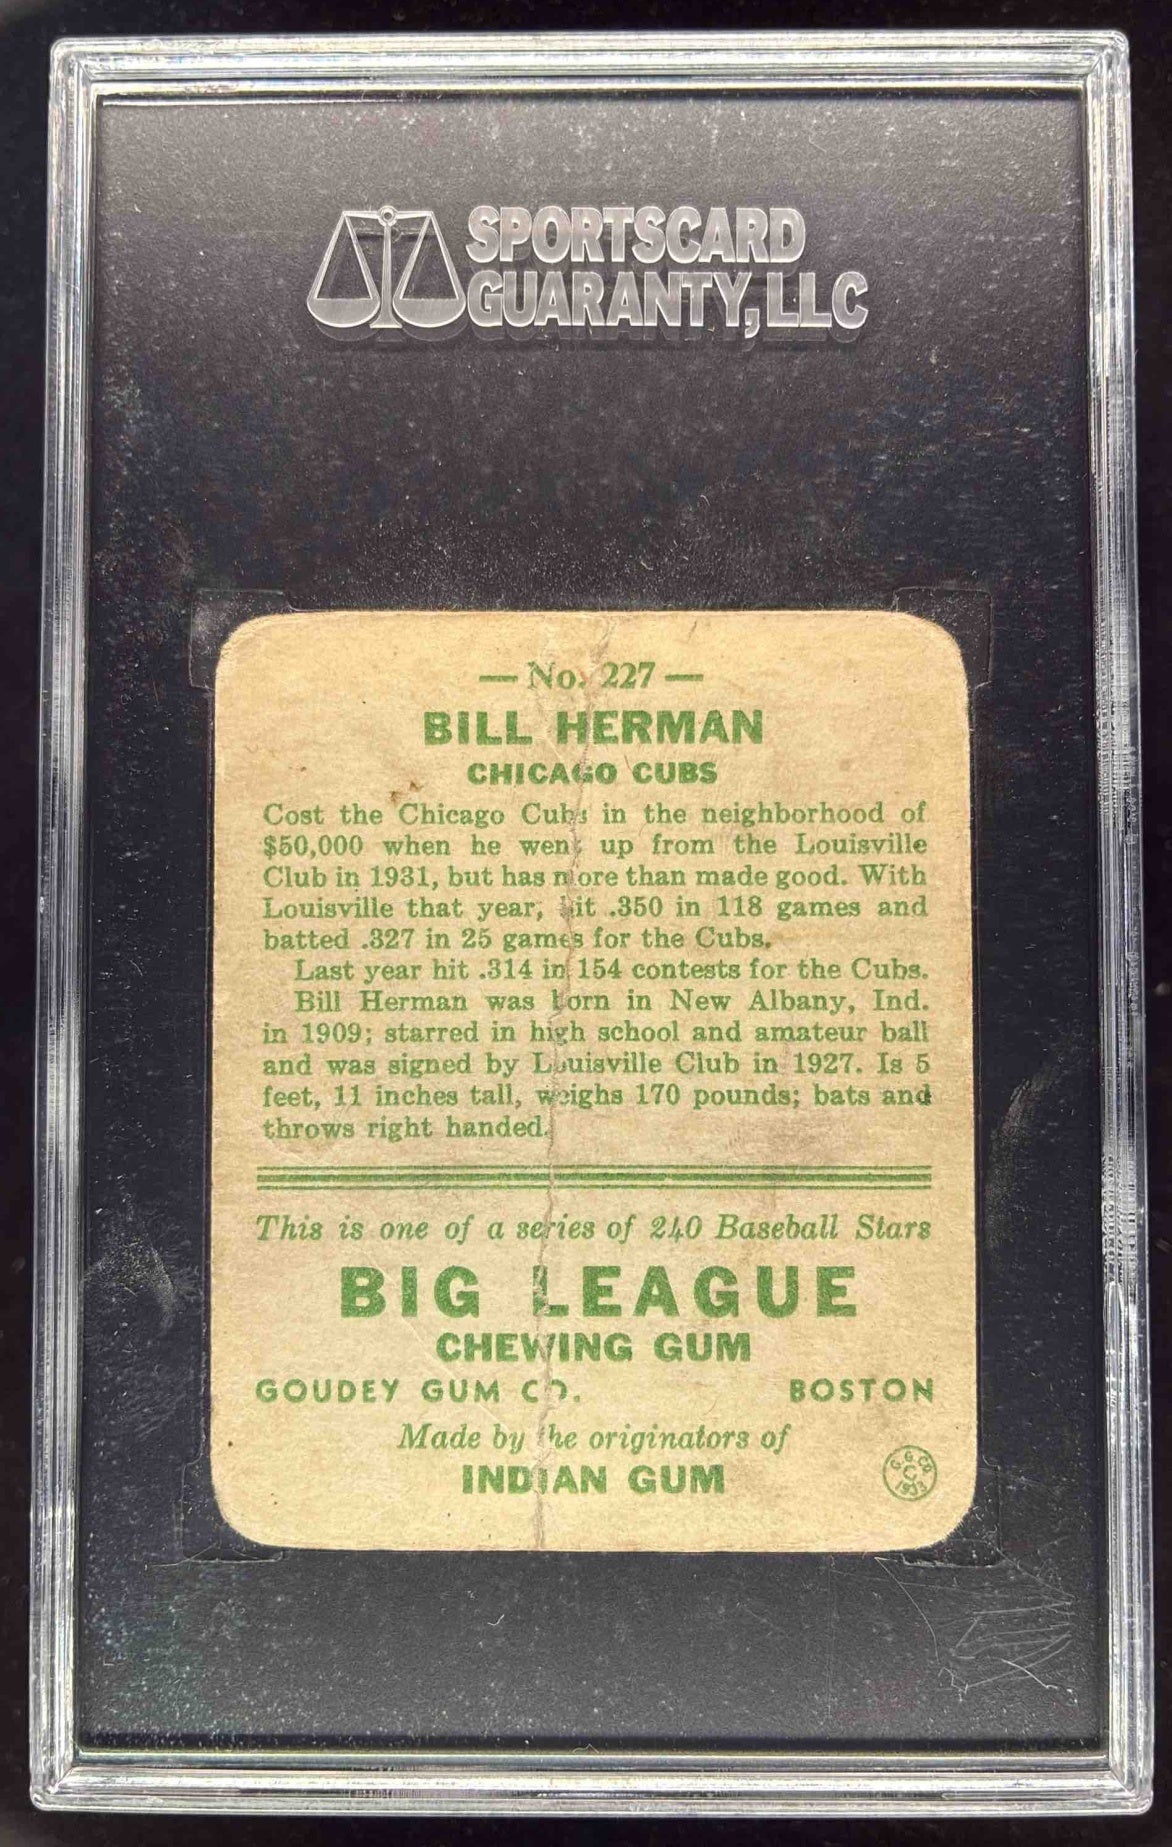 SPORTSCARD
GUARANTY, LLC
— No. 227 —
BILL HERMAN
CHICAGO CUBS
Cost the Chicago Cubs in the neighborhood of
$50,000 when he went up from the Louisville
Club in 1931, but has more than made good. With
Louisville that year, hit .350 in 118 games and
batted .327 in 25 games for the Cubs.
Last year hit .314 in 154 contests for the Cubs.
Bill Herman was born in New Albany, Ind.
in 1909; starred in high school and amateur ball
and was signed by Louisville Club in 1927. Is 5
feet, 11 inches tall, weighs 170 pounds; bats and
throws right handed.
This is one of a series of 240 Baseball Stars
BIG LEAGUE
CHEWING GUM
GOUDEY GUM CO. BOSTON
Made by the originators of
INDIAN GUM
G. G. Co.
C
1933